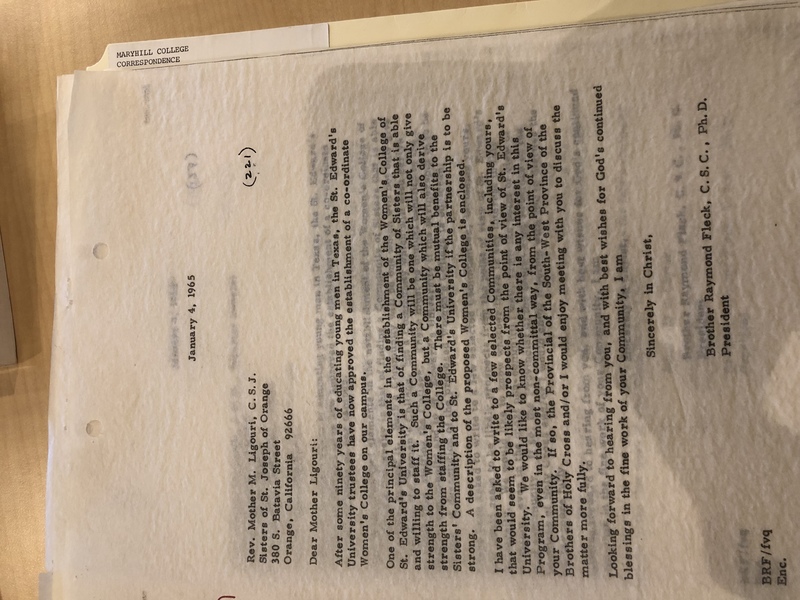 MARYHILL COLLEGE
CORRESPONDENCE
January 4, 1965
(221)
Rev. Mother M. Ligouri, C.S.J.
Sisters of St. Joseph of Orange
380 S. Batavia Street
Orange, California 92666
Dear Mother Ligouri:
After some ninety years of educating young men in Texas, the St. Edward's
University trustees have now approved the establishment of a co-ordinate
Women's College on our campus.
One of the principal elements in the establishment of the Women's College of
St. Edward's University is that of finding a Community of Sisters that is able
and willing to staff it. Such a Community will be one which will not only give
strength to the Women's College, but a Community which will also derive
strength from staffing the College. There must be mutual benefits to the
Sisters' Community and to St. Edward's University if the partnership is to be
strong. A description of the proposed Women's College is enclosed.
I have been asked to write to a few selected Communities, including yours,
that would seem to be likely prospects from the point of view of St. Edward's
University. We would like to know whether there is any interest in this
Program, even in the most non-committal way, from the point of view of
your Community. If so, the Provincial of the South-West Province of the
Brothers of Holy Cross and/or I would enjoy meeting with you to discuss the
matter more fully.
Looking forward to hearing from you, and with best wishes for God's continued
blessings in the fine work of your Community, I am
Sincerely in Christ,
Brother Raymond Fleck, C.S.C., Ph.D.
President
BRF/fvq
Enc.